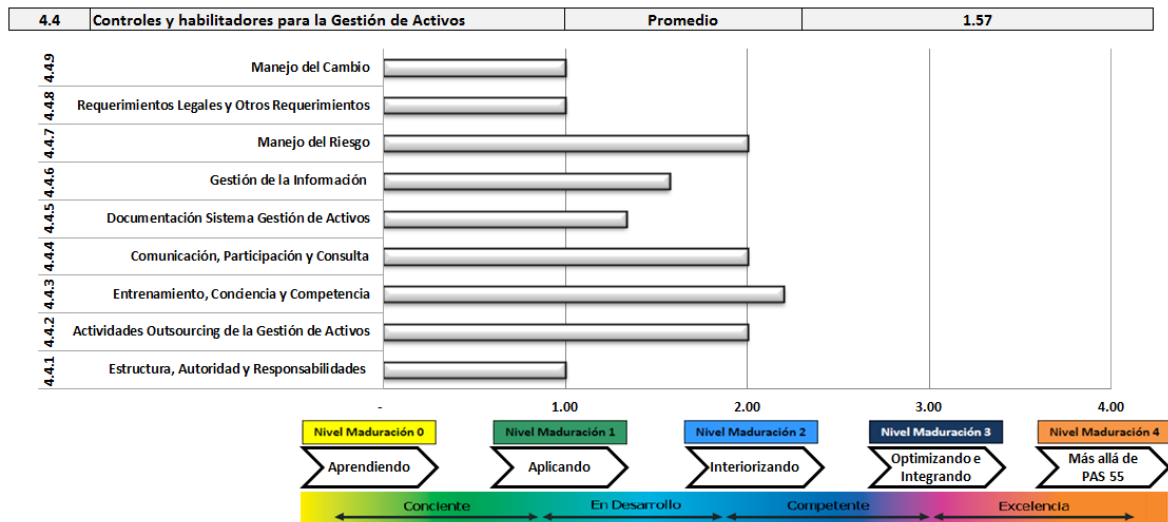 4.4 Controles y habilitadores para la Gestión de Activos Promedio 1.57
4.4.9 Manejo del Cambio
4.4.8 Requerimientos Legales y Otros Requerimientos
4.4.7 Manejo del Riesgo
4.4.6 Gestión de la Información
4.4.5 Documentación Sistema Gestión de Activos
4.4.4 Comunicación, Participación y Consulta
4.4.3 Entrenamiento, Conciencia y Competencia
4.4.2 Actividades Outsourcing de la Gestión de Activos
4.4.1 Estructura, Autoridad y Responsabilidades
- 1.00 2.00 3.00 4.00
Nivel Maduración 0 Nivel Maduración 1 Nivel Maduración 2 Nivel Maduración 3 Nivel Maduración 4
Aprendiendo Aplicando Interiorizando Optimizando e Más allá de
Integrando PAS 55
Conciente En Desarrollo Competente Excelencia